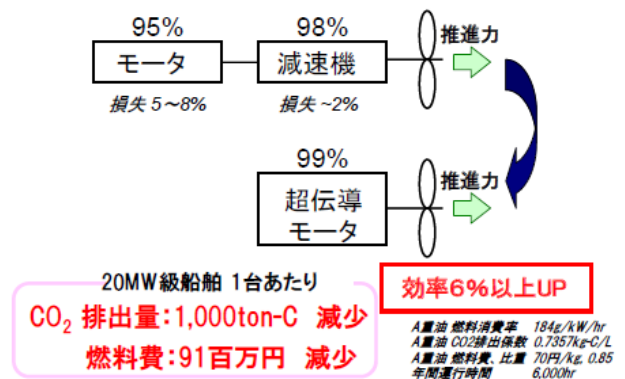 95%
98%
モータ
減速機
推進力
損失 5~8%
損失 ~2%
99%
超伝導
モータ
推進力
20MW級船舶 1台あたり
CO2 排出量:1,000ton-C 減少
燃料費:91百万円 減少
効率6%以上UP
A重油 燃料消費率 184g/kW/hr
A重油 CO2排出係数 0.7357kg-C/L
A重油 燃料費、比重 70円/kg, 0.85
年間運行時間 6,000hr